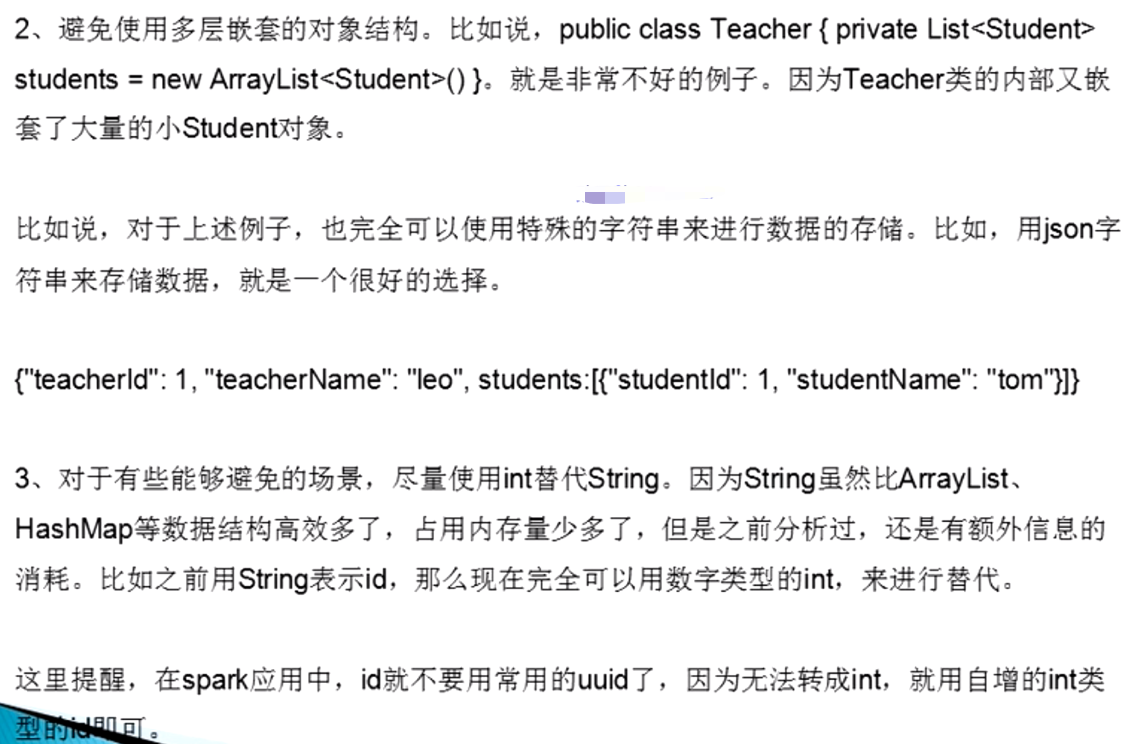 2、避免使用多层嵌套的对象结构。比如说，public class Teacher { private List<Student>
students = new ArrayList<Student>() }。就是非常不好的例子。因为Teacher类的内部又嵌
套了大量的小Student对象。
比如说，对于上述例子，也完全可以使用特殊的字符串来进行数据的存储。比如，用json字
符串来存储数据，就是一个很好的选择。
{"teacherId": 1, "teacherName": "leo", students:[{"studentId": 1, "studentName": "tom"}]}
3、对于有些能够避免的场景，尽量使用int替代String。因为String虽然比ArrayList、
HashMap等数据结构高效多了，占用内存量少多了，但是之前分析过，还是有额外信息的
消耗。比如之前用String表示id，那么现在完全可以用数字类型的int，来进行替代。
这里提醒，在spark应用中，id就不要用常用的uuid了，因为无法转成int，就用自增的int类
型的id即可。